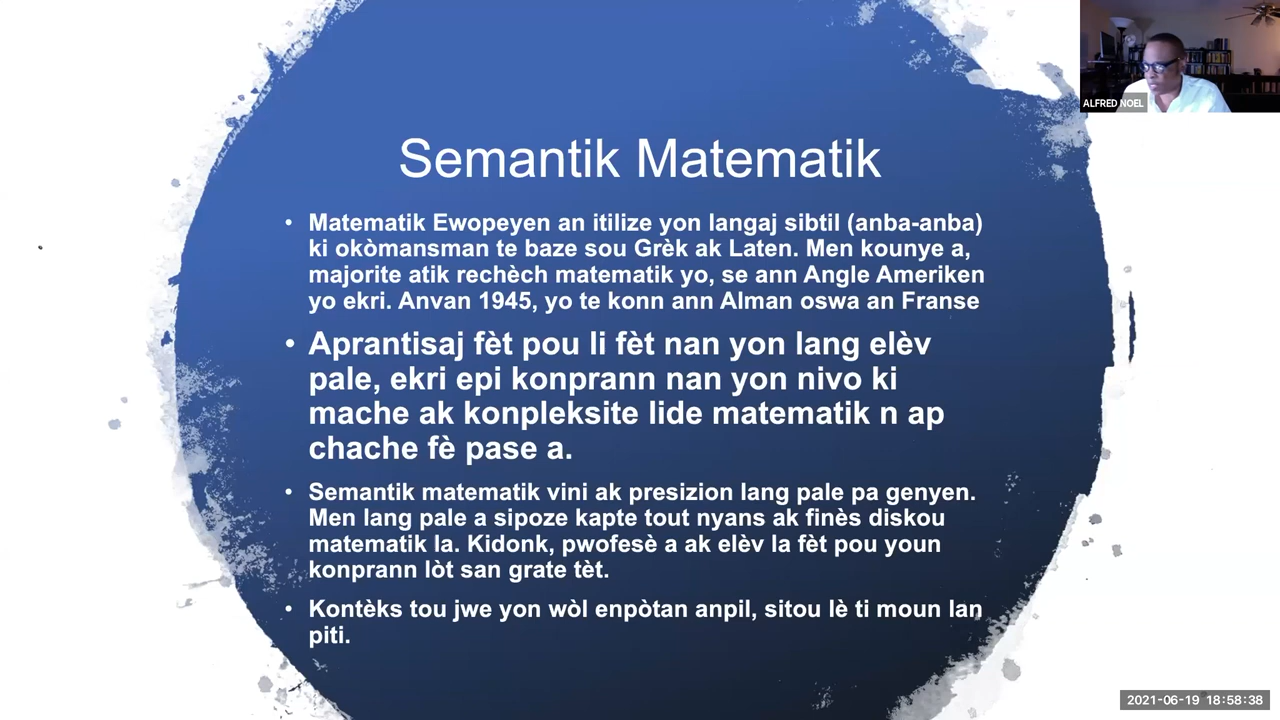 Semantik Matematik
• Matematik Ewopeyen an itilize yon langaj sibtil (anba-anba)
ki okòmansman te baze sou Grèk ak Laten. Men kounye a,
majorite atik rechèch matematik yo, se ann Angle Ameriken
yo ekri. Anvan 1945, yo te konn ann Alman oswa an Franse
• Aprantisaj fèt pou li fèt nan yon lang elèv
pale, ekri epi konprann nan yon nivo ki
mache ak konpleksite lide matematik n ap
chache fè pase a.
• Semantik matematik vini ak presizion lang pale pa genyen.
Men lang pale a sipoze kapte tout nyans ak finès diskou
matematik la. Kidonk, pwofesè a ak elèv la fèt pou youn
konprann lòt san grate tèt.
• Kontèks tou jwe yon wòl enpòtan anpil, sitou lè ti moun lan
piti.
ALFRED NOEL
2021-06-19 18:58:38